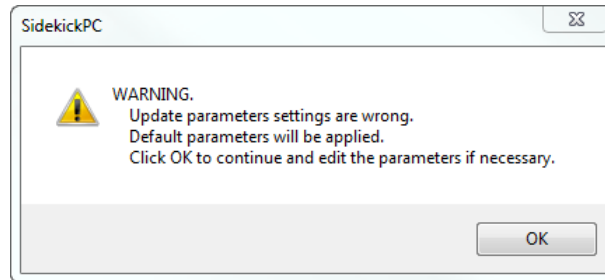 SidekickPC
WARNING.
Update parameters settings are wrong.
Default parameters will be applied.
Click OK to continue and edit the parameters if necessary.
OK